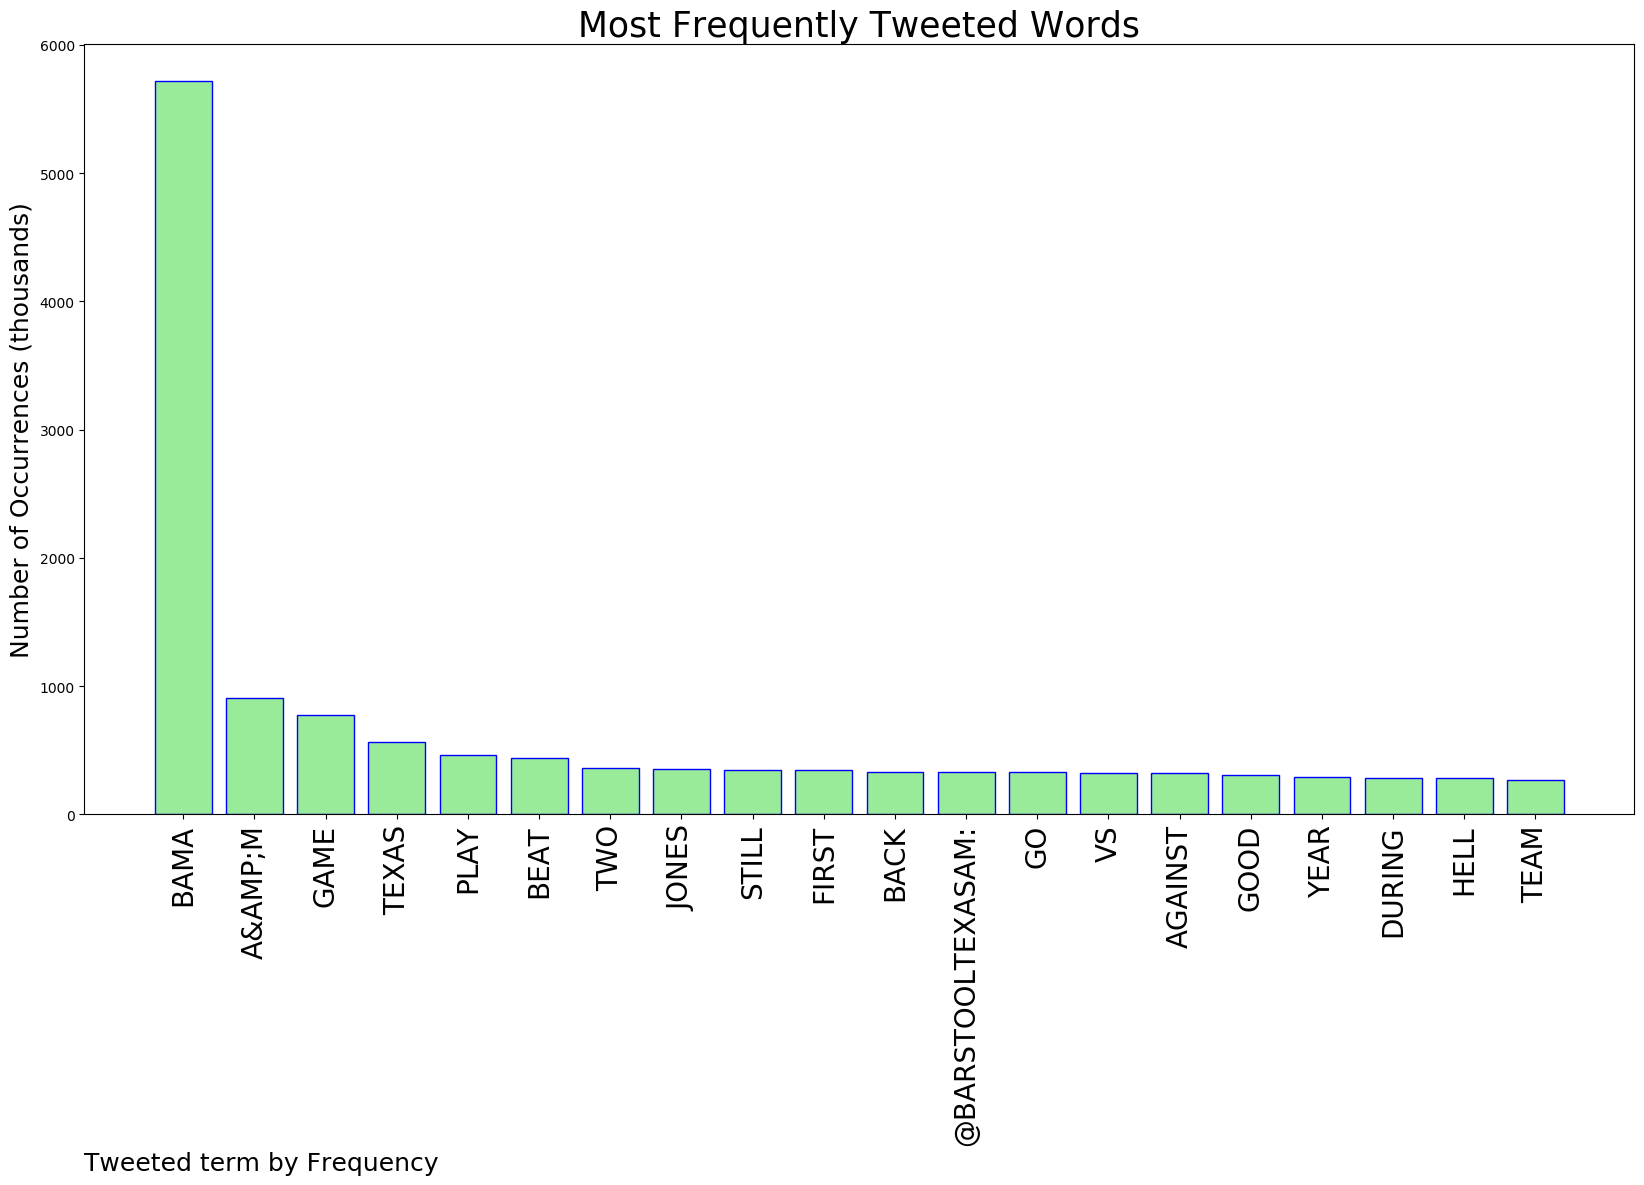 Most Frequently Tweeted Words
Number of Occurrences (thousands)
6000
5000
4000
3000
2000
1000
0
BAMA
A&AMP;M
GAME
TEXAS
PLAY
BEAT
TWO
JONES
STILL
FIRST
BACK
@BARSTOOLTEXASAM:
GO
VS
AGAINST
GOOD
YEAR
DURING
HELL
TEAM
Tweeted term by Frequency